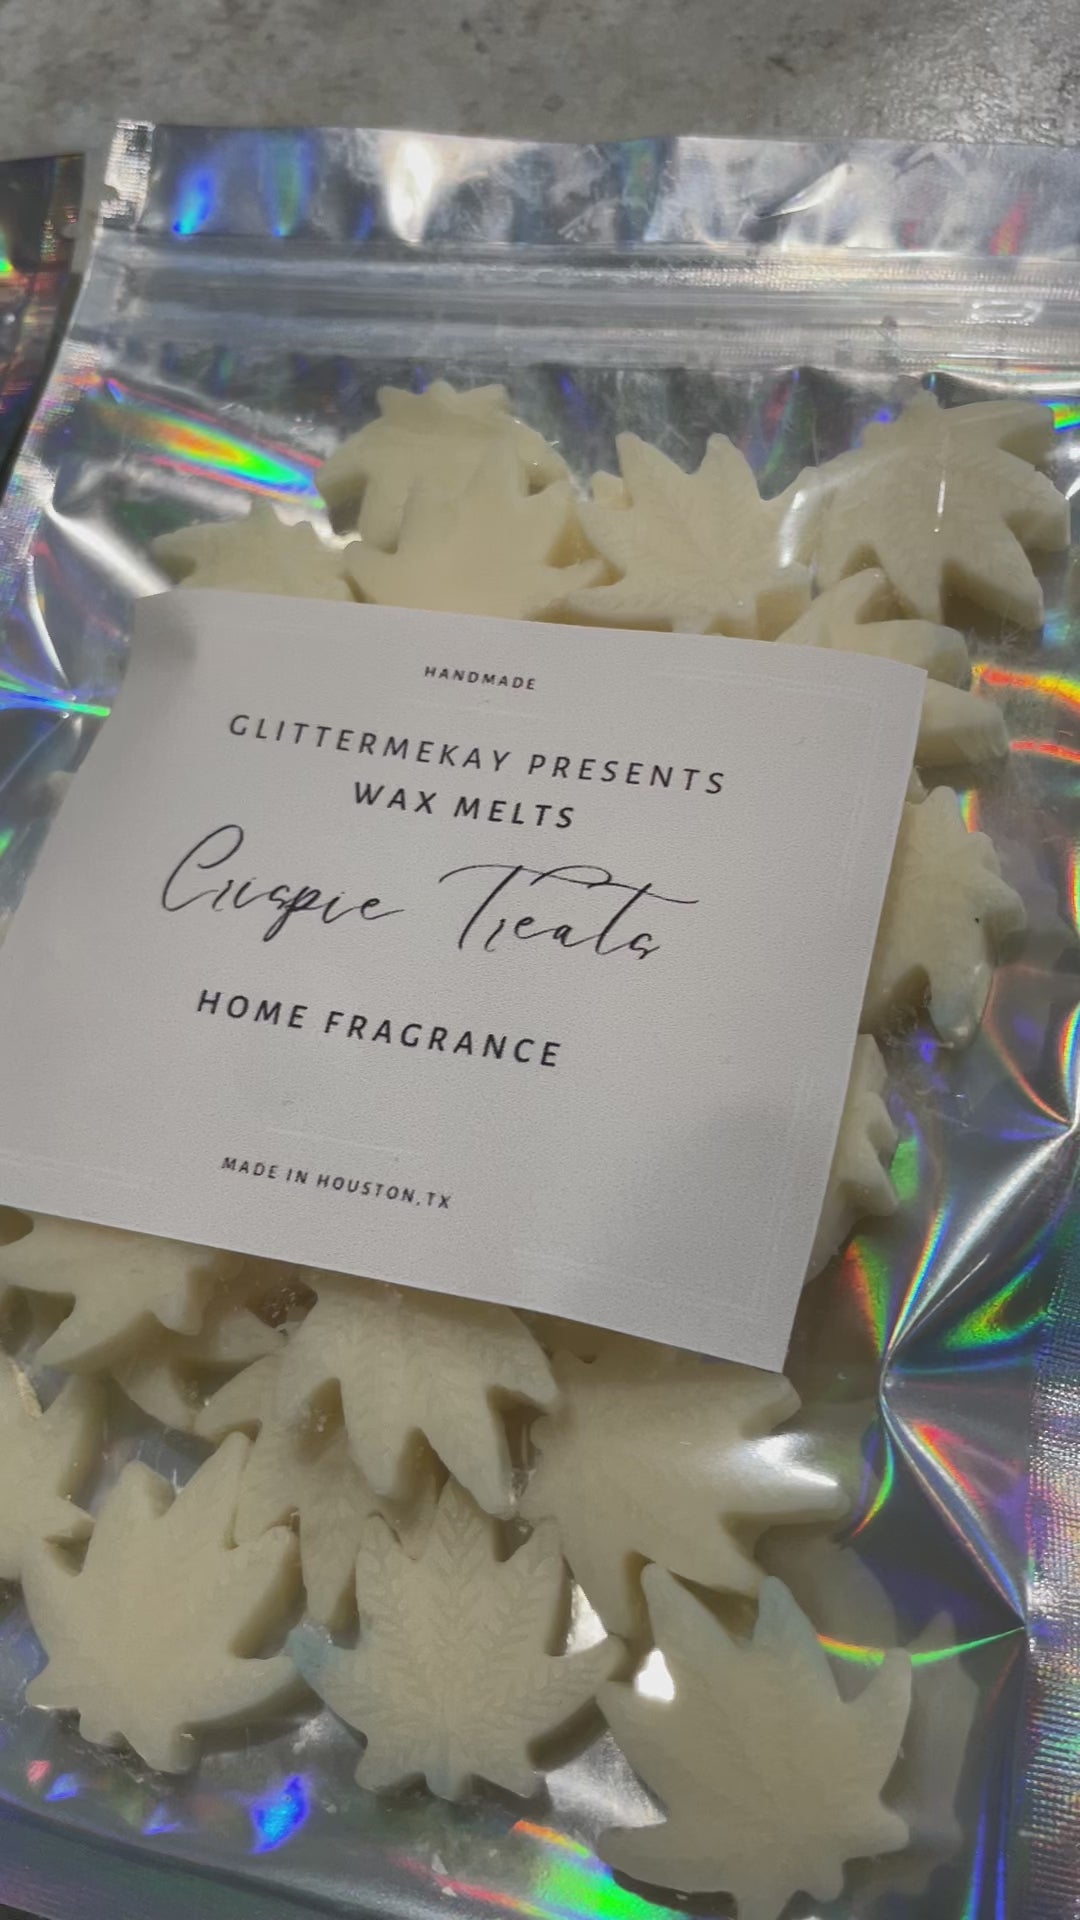 HANDMADE
GLITTERMEKAY PRESENTS
WAX MELTS
Crispie Treats
HOME FRAGRANCE
MADE IN HOUSTON,TX